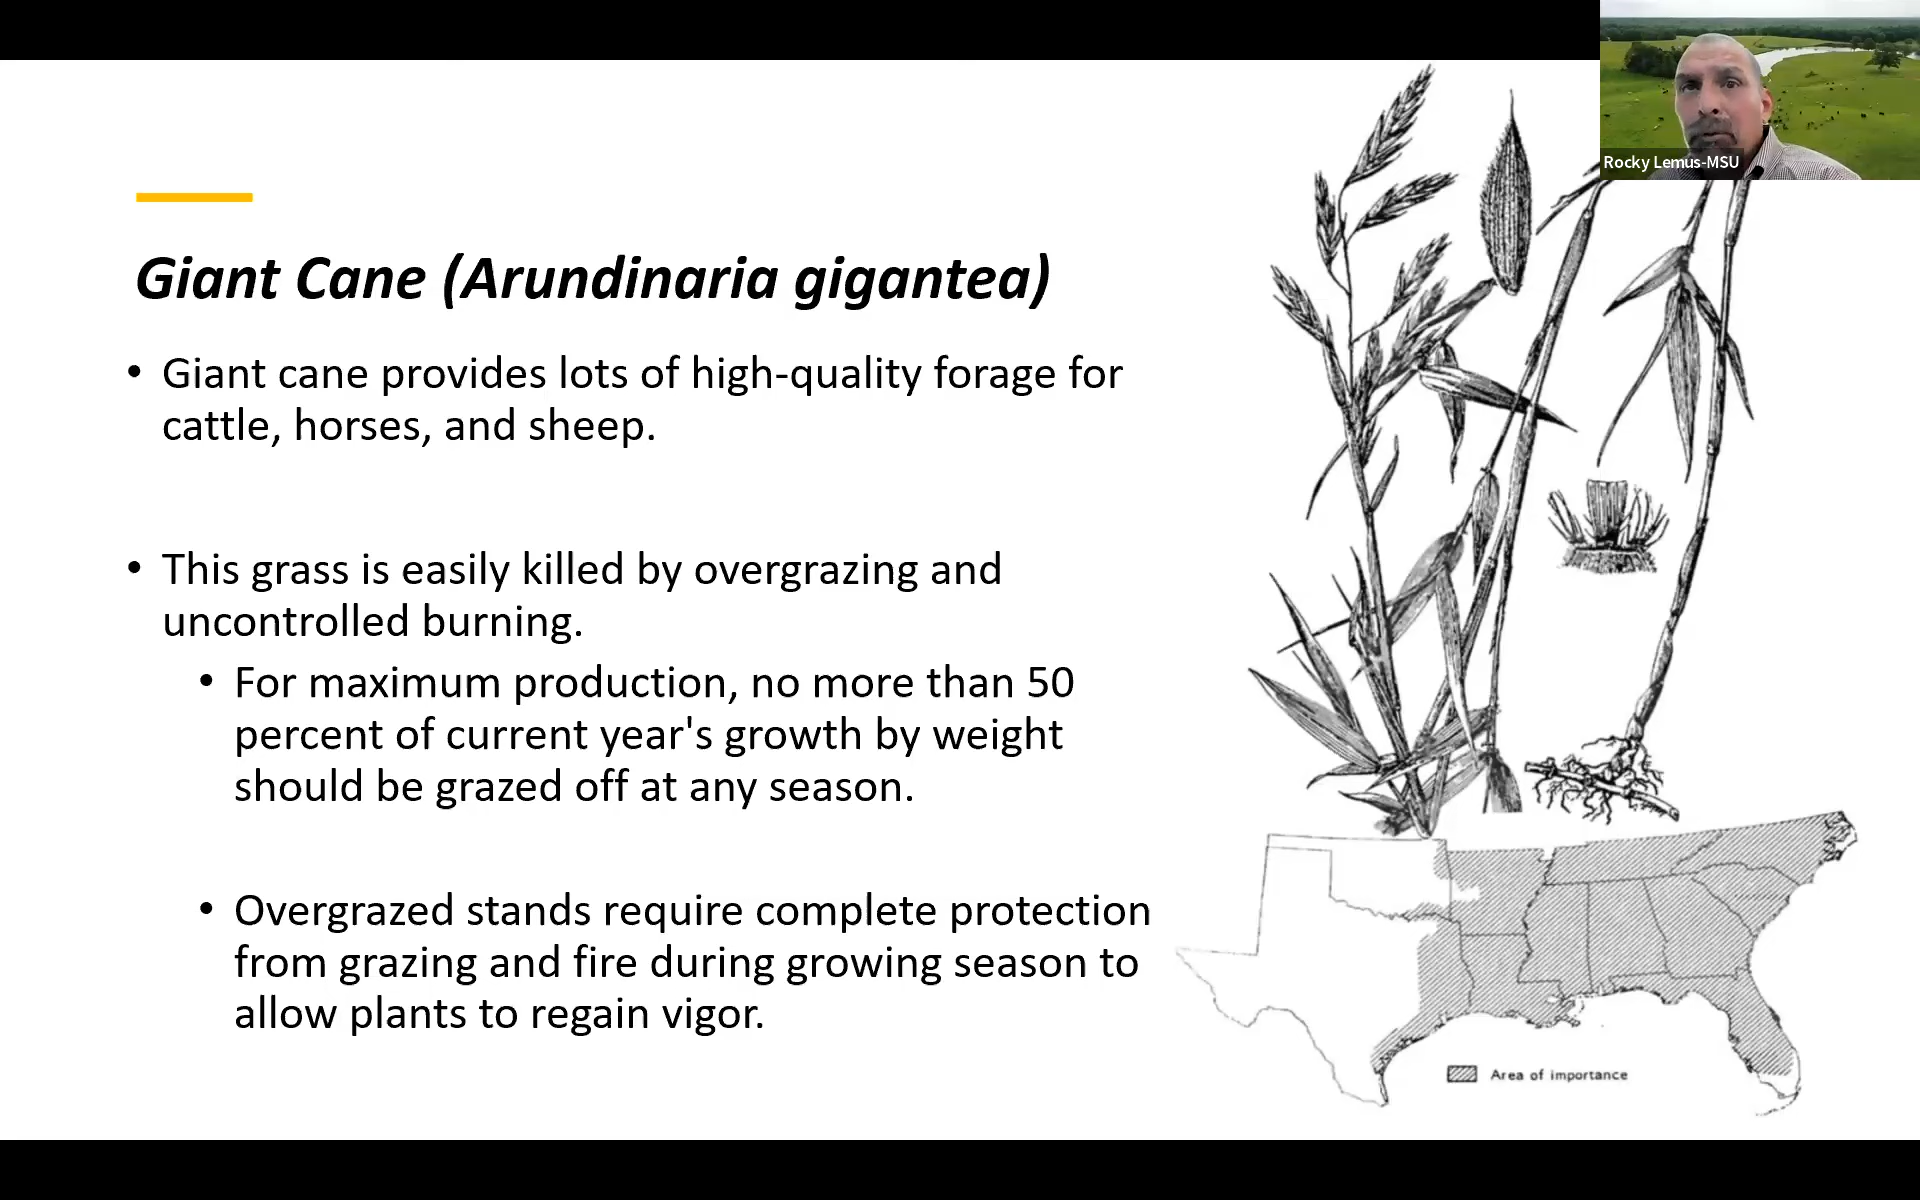 Rocky Lemus-MSU
Giant Cane (Arundinaria gigantea)
• Giant cane provides lots of high-quality forage for
cattle, horses, and sheep.
• This grass is easily killed by overgrazing and
uncontrolled burning.
• For maximum production, no more than 50
percent of current year's growth by weight
should be grazed off at any season.
• Overgrazed stands require complete protection
from grazing and fire during growing season to
allow plants to regain vigor.
Area of importance